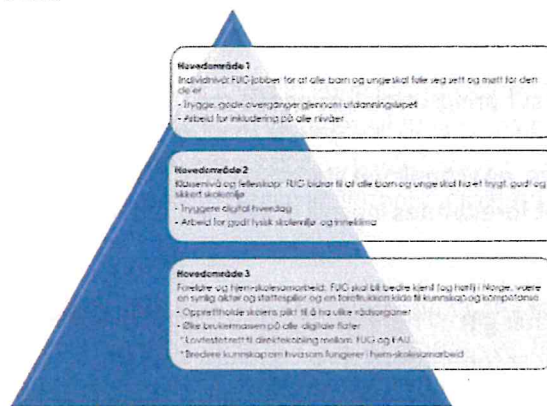 Hovedområde 1
Individnivå: FUG jobber for at alle barn og unge skal føle seg sett og møtt for den
de er
- Trygge, gode overganger gjennom utdanningsløpet
- Arbeid for inkludering på alle nivåer
Hovedområde 2
Klassenivå og fellesskap: FUG bidrar til at alle barn og unge skal ha et trygt, godt og
sikkert skolemiljø
- Tryggere digital hverdag
- Arbeid for godt fysisk skolemiljø og inneklima
Hovedområde 3
Foreldre og hjem-skolesamarbeid: FUG skal bli bedre kjent (og hørt) i Norge, være
en synlig aktør og støttespiller og en foretrukken kilde til kunnskap og kompetanse
- Opprettholde skolens plikt til å ha ulike rådsorganer
- Øke brukermassen på alle digitale flater
* Lovfestet rett til direktekobling mellom FUG og FAU
* Bredere kunnskap om hva som fungerer i hjem-skolesamarbeid